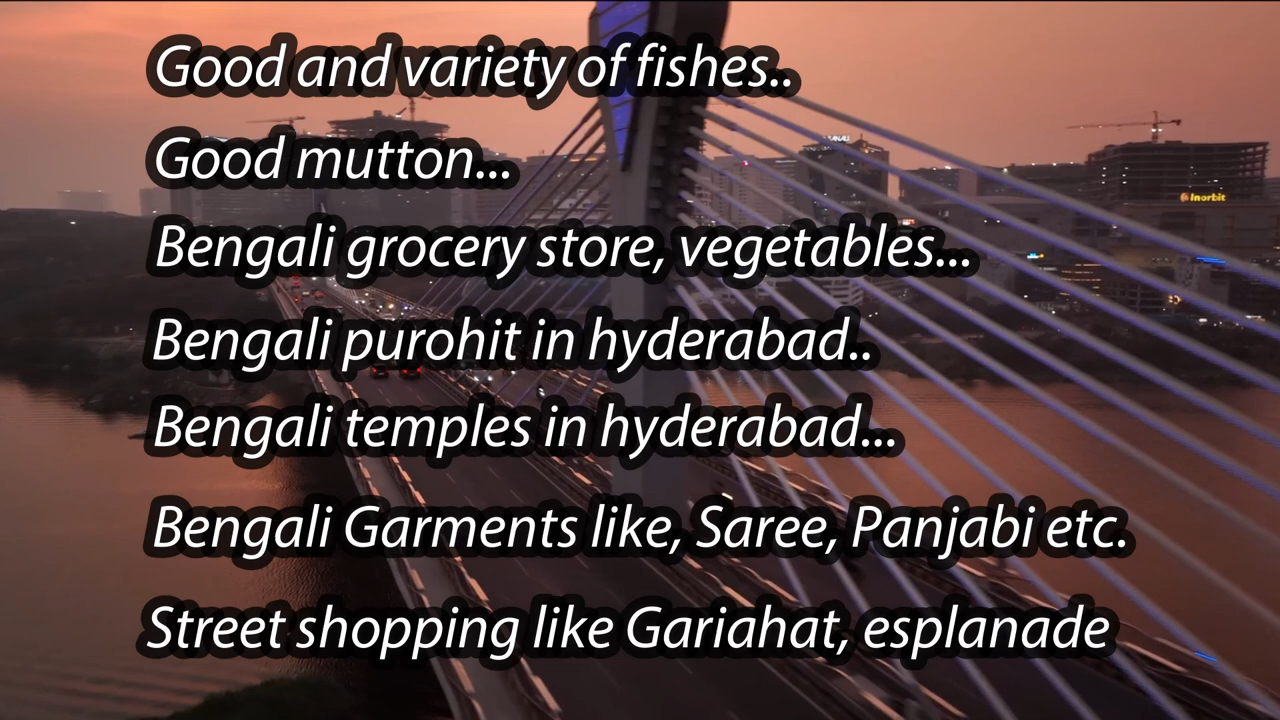 Good and variety of fishes..
Good mutton...
Inorbit
Bengali grocery store, vegetables...
Bengali purohit in hyderabad..
Bengali temples in hyderabad...
Bengali Garments like, Saree, Panjabi etc.
Street shopping like Gariahat, esplanade